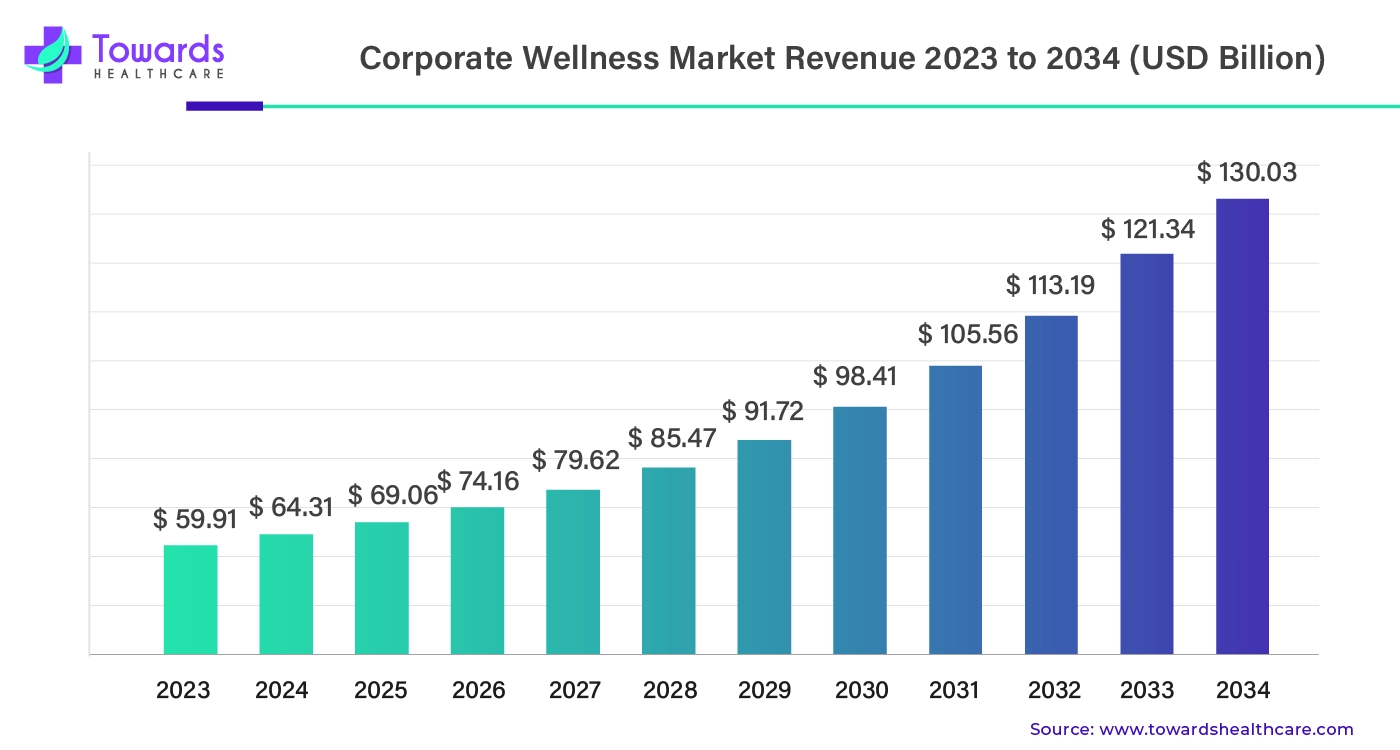 Towards
HEALTHCARE
Corporate Wellness Market Revenue 2023 to 2034 (USD Billion)
$ 59.91
$ 64.31
$ 69.06
$ 74.16
$ 79.62
$ 85.47
$ 91.72
$ 98.41
$ 105.56
$ 113.19
$ 121.34
$ 130.03
2023 2024 2025 2026 2027 2028 2029 2030 2031 2032 2033 2034
Source: www.towardshealthcare.com